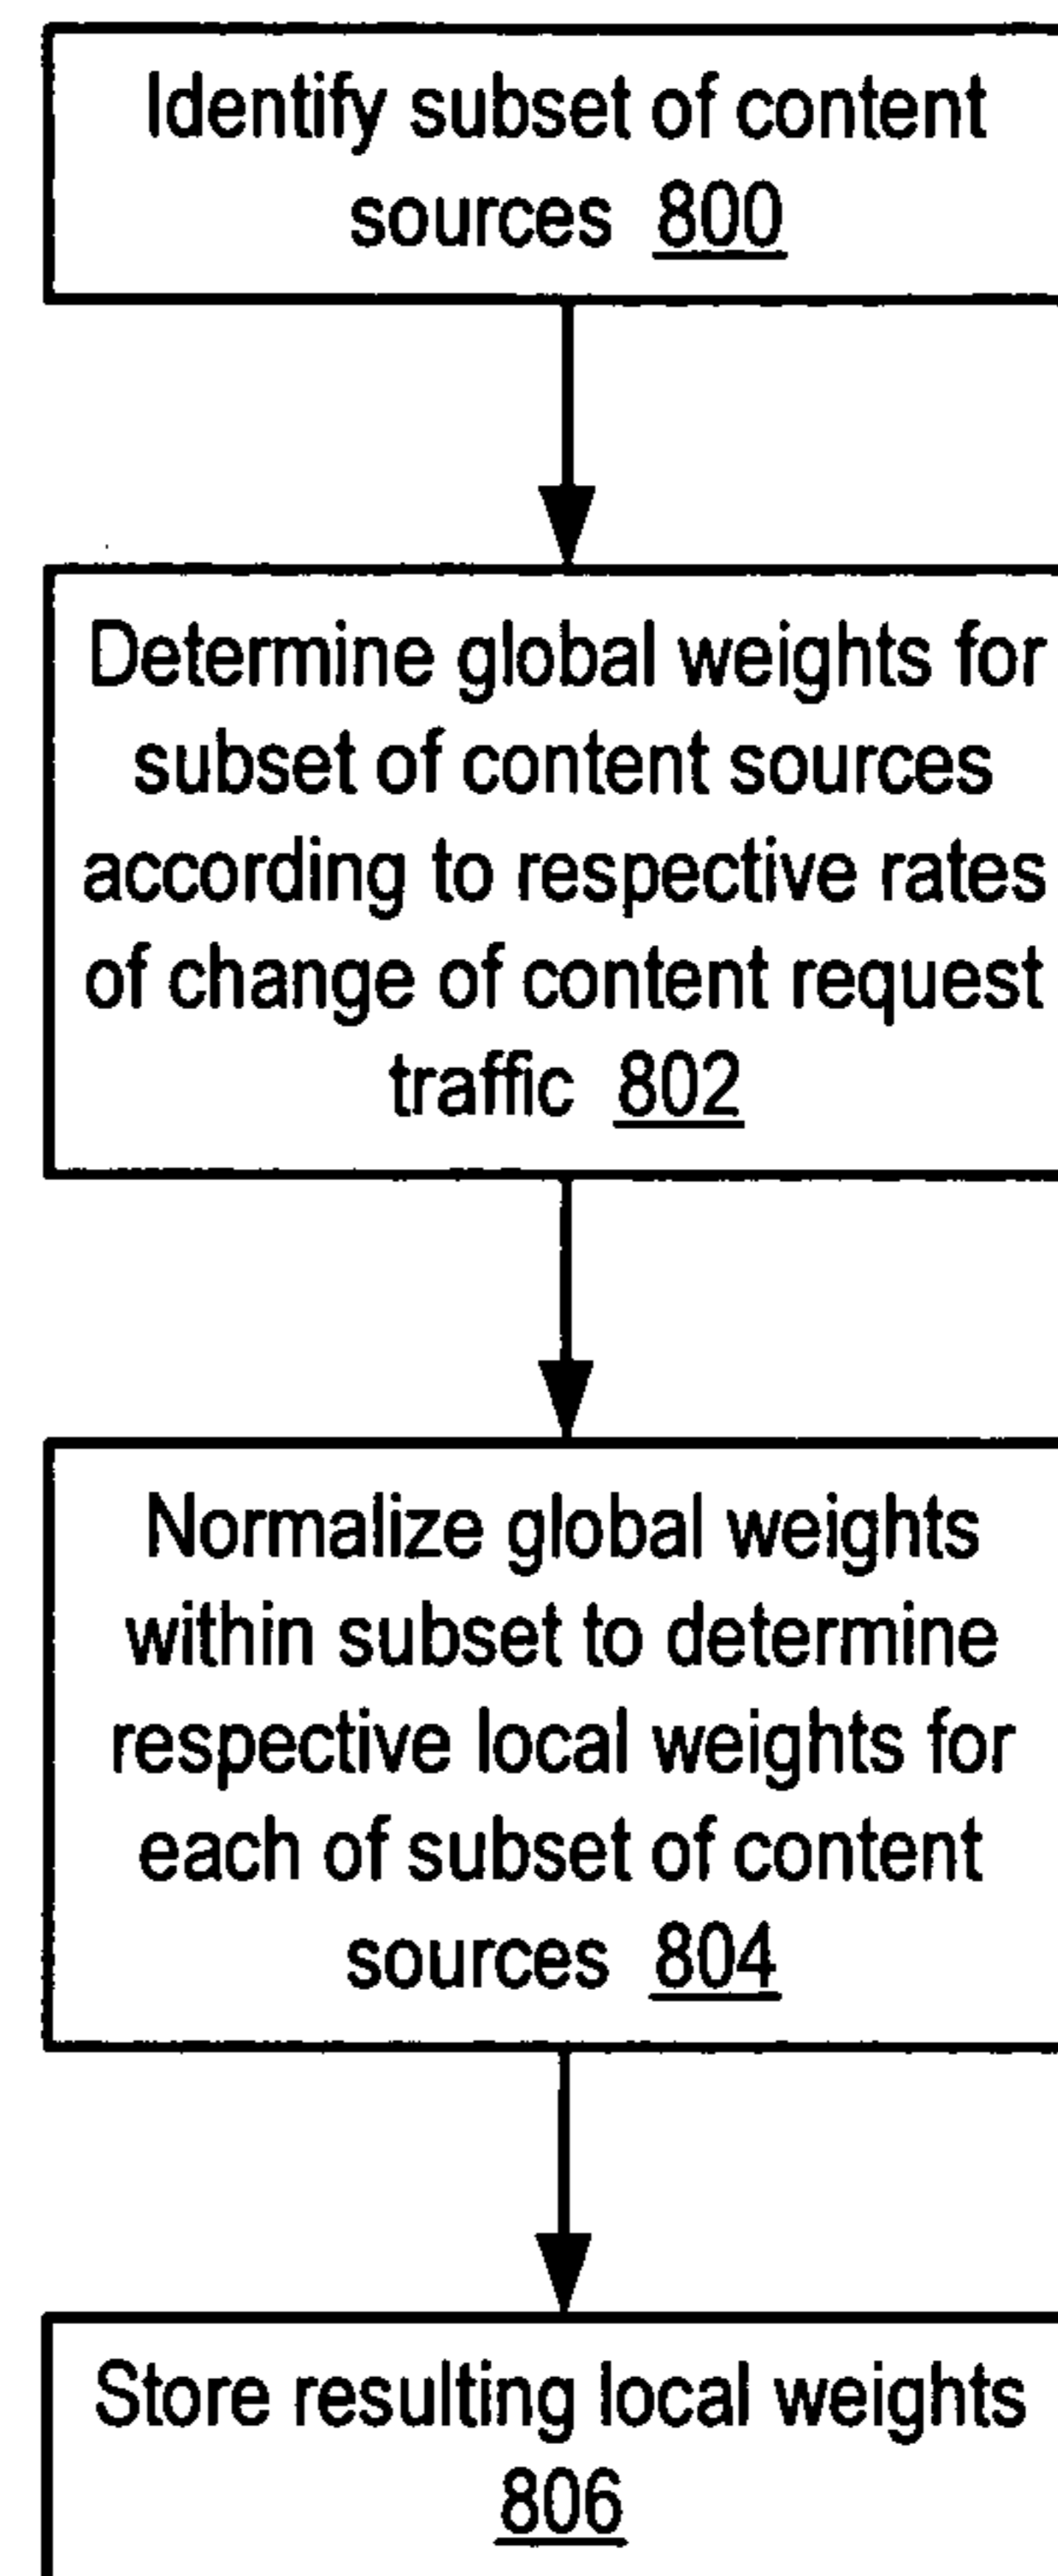 Identify subset of content
sources 800
Determine global weights for
subset of content sources
according to respective rates
of change of content request
traffic 802
Normalize global weights
within subset to determine
respective local weights for
each of subset of content
sources 804
Store resulting local weights
806